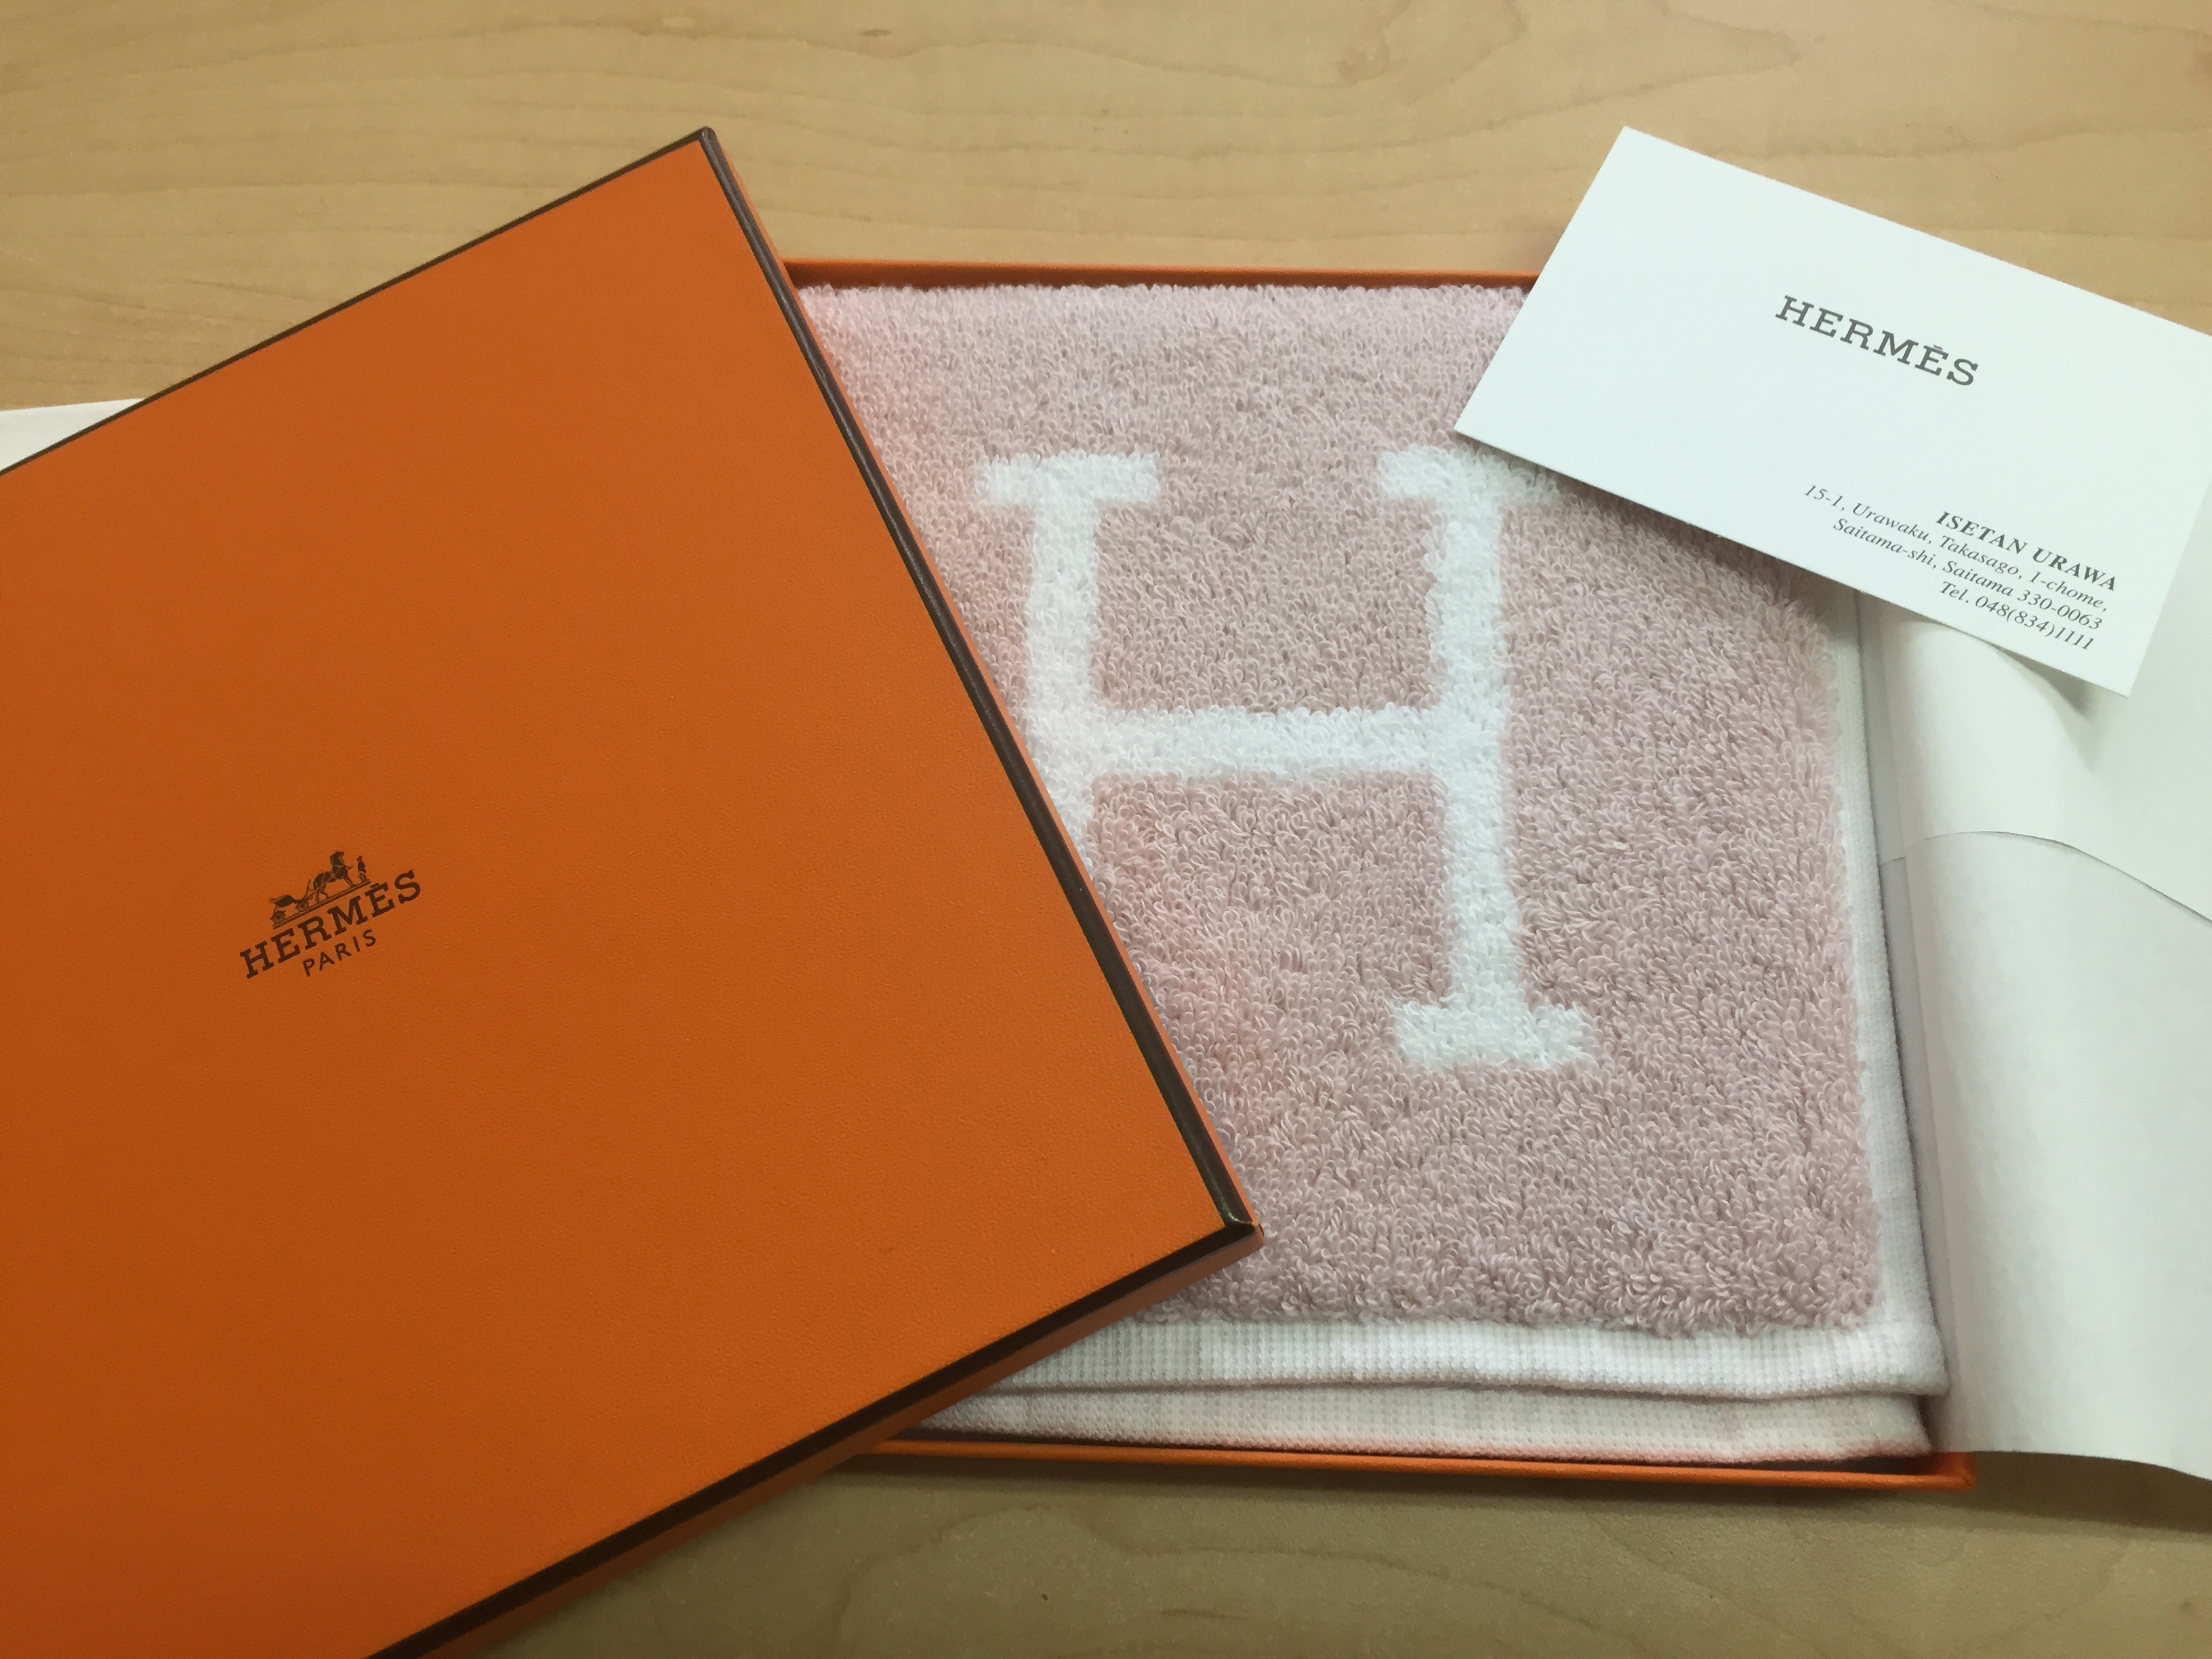 HERMÈS
PARIS
H
HERMÈS
ISETAN URAWA
15-1, Urawaku, Takasago, 1-chome,
Saitama-shi, Saitama 330-0063
Tel. 048(834)1111